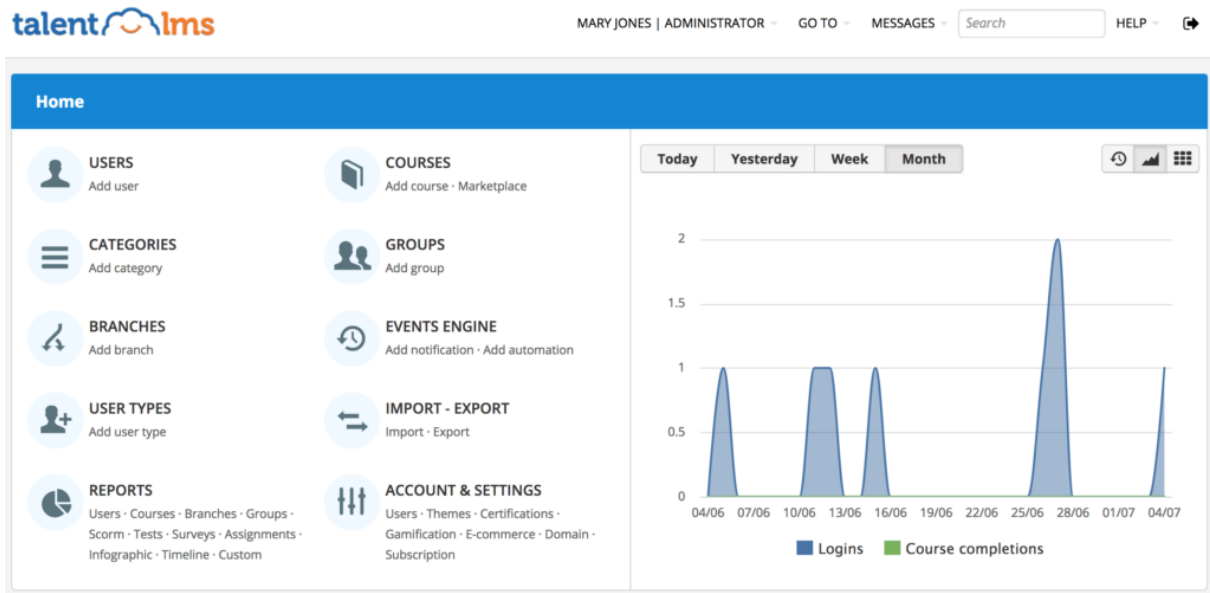 talentlms
MARY JONES | ADMINISTRATOR GO TO MESSAGES Search HELP
Home
USERS
Add user
COURSES
Add course · Marketplace
CATEGORIES
Add category
GROUPS
Add group
BRANCHES
Add branch
EVENTS ENGINE
Add notification · Add automation
USER TYPES
Add user type
IMPORT - EXPORT
Import · Export
REPORTS
Users · Courses · Branches · Groups ·
Scorm · Tests · Surveys · Assignments ·
Infographic · Timeline · Custom
ACCOUNT & SETTINGS
Users · Themes · Certifications ·
Gamification · E-commerce · Domain ·
Subscription
Today Yesterday Week Month
2
1.5
1
0.5
0
04/06 07/06 10/06 13/06 16/06 19/06 22/06 25/06 28/06 01/07 04/07
Logins Course completions